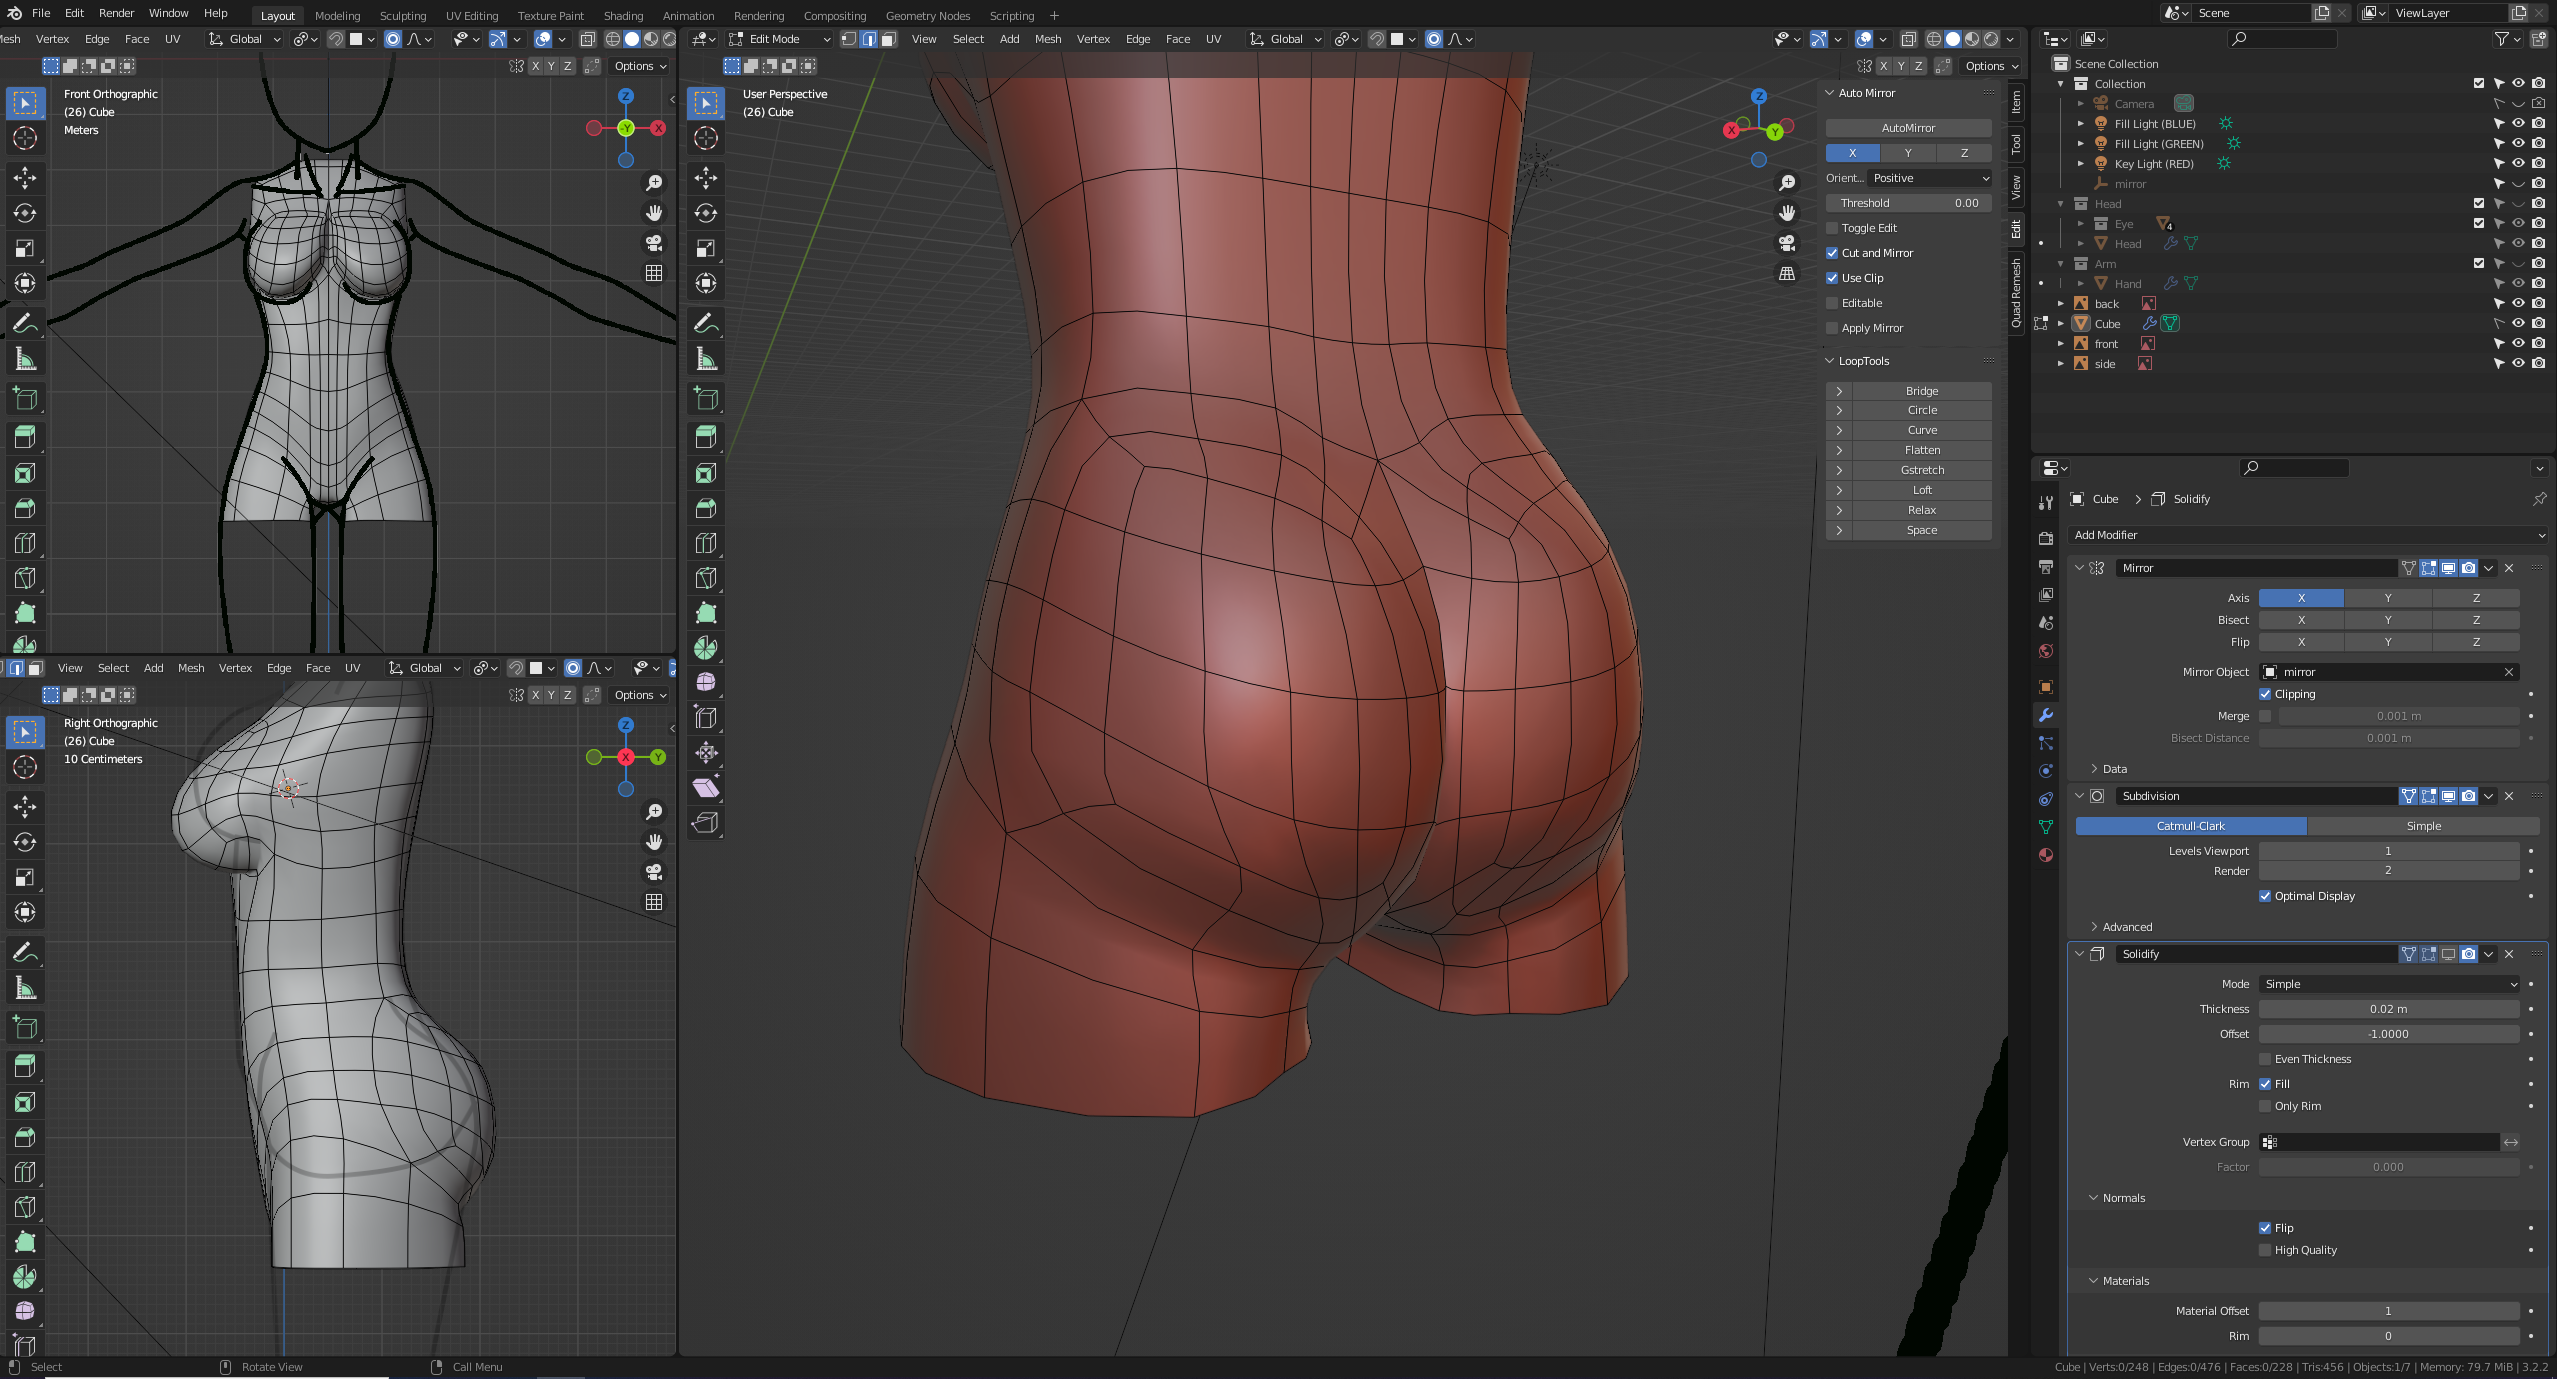 File Edit Render Window Help Layout Modeling Sculpting UV Editing Texture Paint Shading Animation Rendering Compositing Geometry Nodes Scripting + Scene ViewLayer
esh Vertex Edge Face UV Global
X Y Z Options
Front Orthographic
(26) Cube
Meters
Z
Y X
View Select Add Mesh Vertex Edge Face UV Global
X Y Z Options
Right Orthographic
(26) Cube
10 Centimeters
Z
X Y
Edit Mode View Select Add Mesh Vertex Edge Face UV Global
X Y Z Options
User Perspective
(26) Cube
Z
X Y
Auto Mirror
AutoMirror
X Y Z
Orient... Positive
Threshold 0.00
Toggle Edit
Cut and Mirror
Use Clip
Editable
Apply Mirror
LoopTools
Bridge
Circle
Curve
Flatten
Gstretch
Loft
Relax
Space
Item
Tool
View
Edit
Quad Remesh
Scene Collection
Collection
Camera
Fill Light (BLUE)
Fill Light (GREEN)
Key Light (RED)
mirror
Head
Eye 4
Head
Arm
Hand
back
Cube
front
side
Cube > Solidify
Add Modifier
Mirror
Axis X Y Z
Bisect X Y Z
Flip X Y Z
Mirror Object mirror
Clipping
Merge 0.001 m
Bisect Distance 0.001 m
Data
Subdivision
Catmull-Clark Simple
Levels Viewport 1
Render 2
Optimal Display
Advanced
Solidify
Mode Simple
Thickness 0.02 m
Offset -1.0000
Even Thickness
Rim Fill
Only Rim
Vertex Group
Factor 0.000
Normals
Flip
High Quality
Materials
Material Offset 1
Rim 0
Select Rotate View Call Menu
Cube | Verts:0/248 | Edges:0/476 | Faces:0/228 | Tris:456 | Objects:1/7 | Memory: 79.7 MiB | 3.2.2